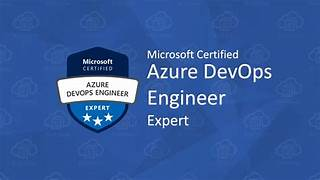 Microsoft
CERTIFIED
AZURE
DEVOPS ENGINEER
EXPERT
Microsoft Certified
Azure DevOps
Engineer
Expert